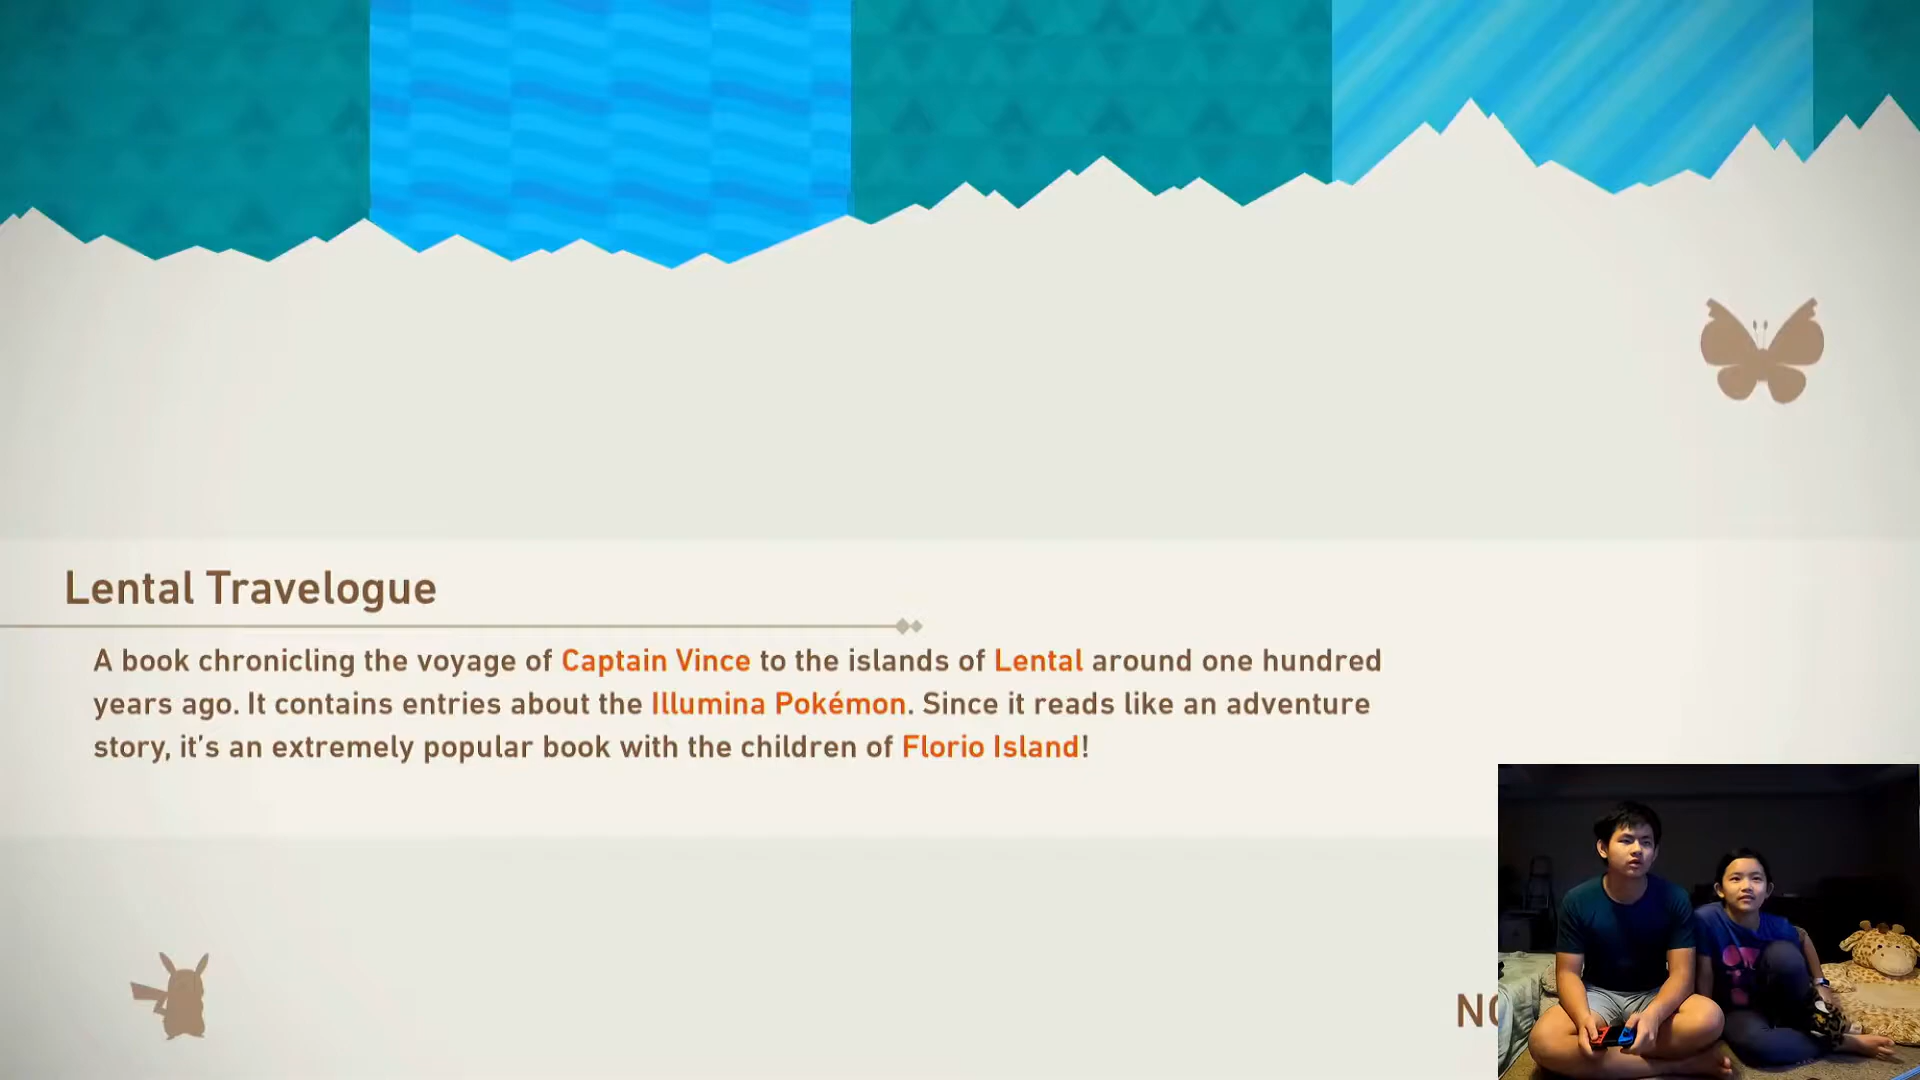 Lental Travelogue
A book chronicling the voyage of Captain Vince to the islands of Lental around one hundred
years ago. It contains entries about the Illumina Pokémon. Since it reads like an adventure
story, it's an extremely popular book with the children of Florio Island!